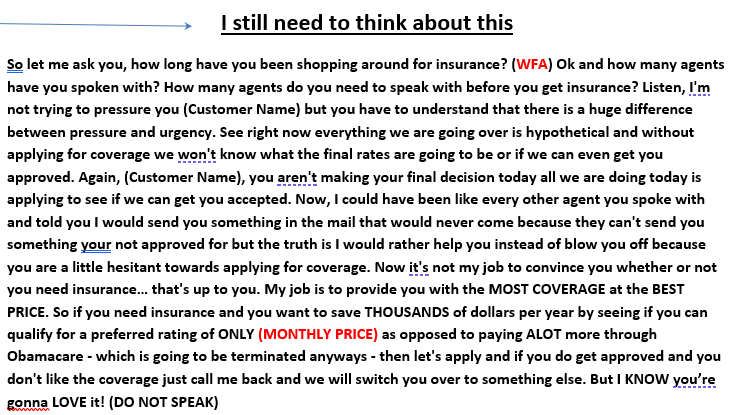 I still need to think about this
So let me ask you, how long have you been shopping around for insurance? (WFA) Ok and how many agents
have you spoken with? How many agents do you need to speak with before you get insurance? Listen, I'm
not trying to pressure you (Customer Name) but you have to understand that there is a huge difference
between pressure and urgency. See right now everything we are going over is hypothetical and without
applying for coverage we won't know what the final rates are going to be or if we can even get you
approved. Again, (Customer Name), you aren't making your final decision today all we are doing today is
applying to see if we can get you accepted. Now, I could have been like every other agent you spoke with
and told you I would send you something in the mail that would never come because they can't send you
something your not approved for but the truth is I would rather help you instead of blow you off because
you are a little hesitant towards applying for coverage. Now it's not my job to convince you whether or not
you need insurance... that's up to you. My job is to provide you with the MOST COVERAGE at the BEST
PRICE. So if you need insurance and you want to save THOUSANDS of dollars per year by seeing if you can
qualify for a preferred rating of ONLY (MONTHLY PRICE) as opposed to paying ALOT more through
Obamacare - which is going to be terminated anyways - then let's apply and if you do get approved and you
don't like the coverage just call me back and we will switch you over to something else. But I KNOW you’re
gonna LOVE it! (DO NOT SPEAK)